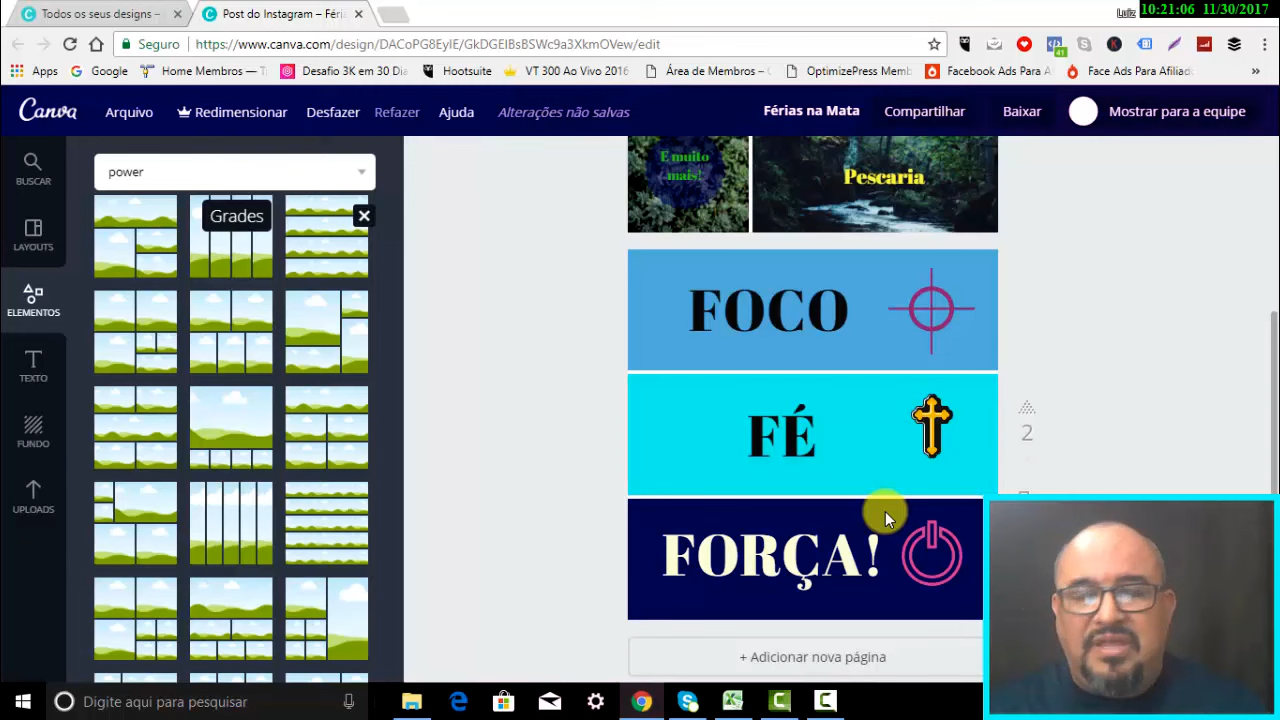 Todos os seus designs –
Post do Instagram – Féria
Luiz
10:21:06 11/30/2017
Seguro
https://www.canva.com/design/DACoPG8EyIE/GkDGEIBsBSWc9a3XkmOVew/edit
41
Apps
Google
Home Membros —
Desafio 3K em 30 Dia
Hootsuite
VT 300 Ao Vivo 2016
Área de Membros –
OptimizePress Memb
Facebook Ads Para A
Face Ads Para Afiliad
»
Canva
Arquivo
Redimensionar
Desfazer
Refazer
Ajuda
Alterações não salvas
Férias na Mata
Compartilhar
Baixar
Mostrar para a equipe
BUSCAR
LAYOUTS
ELEMENTOS
TEXTO
FUNDO
UPLOADS
power
Grades
E muito
mais!
Pescaria
FOCO
FÉ
FORÇA!
2
+ Adicionar nova página
Digite aqui para pesquisar